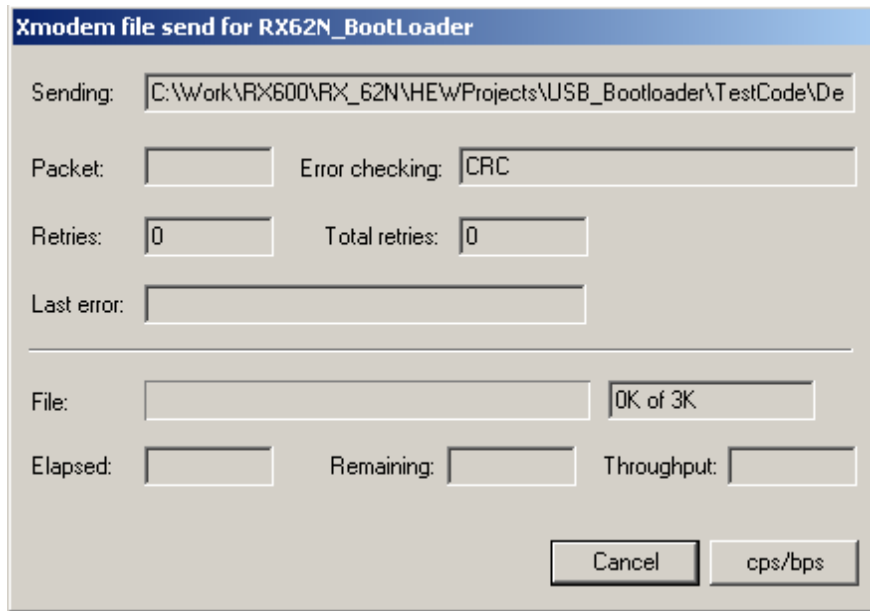 Xmodem file send for RX62N_BootLoader
Sending: C:\Work\RX600\RX_62N\HEWProjects\USB_Bootloader\TestCode\De
Packet: Error checking: CRC
Retries: 0 Total retries: 0
Last error:
File: 0K of 3K
Elapsed: Remaining: Throughput:
Cancel cps/bps